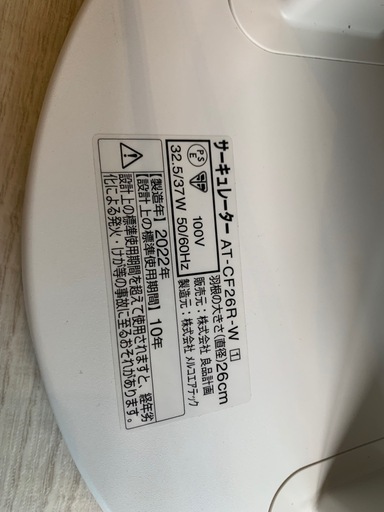 サーキュレーター AT-CF26R-W 1
羽根の大きさ(直径)26cm
PSE
100V
32.5/37W 50/60Hz
販売元:株式会社 良品計画
製造元:株式会社 メルコエアテック
【製造年】2022年
【設計上の標準使用期間】10年
設計上の標準使用期間を超えて使用されますと、経年劣
化による発火・けが等の事故に至るおそれがあります。